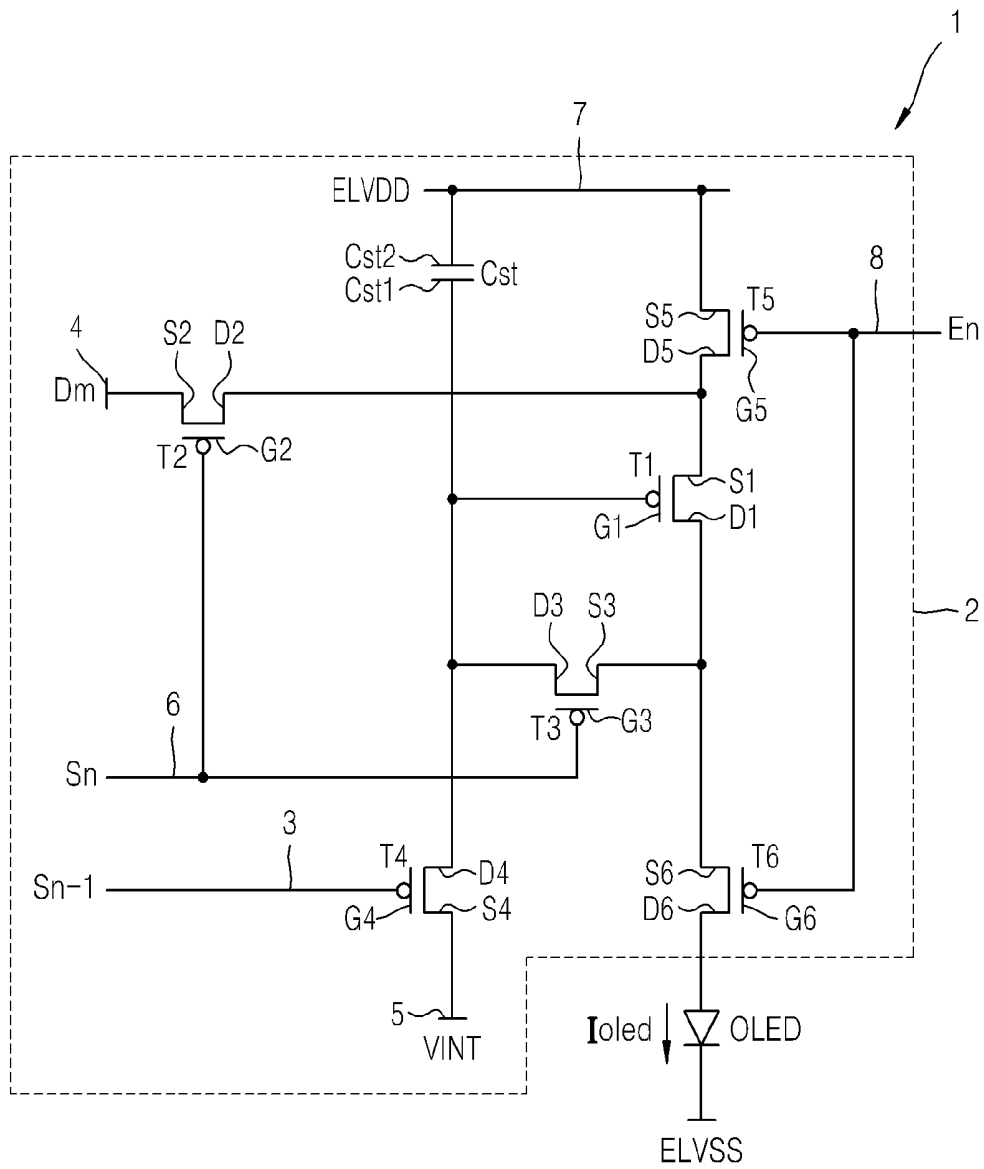 1
7
ELVDD
Cst2
Cst1
Cst
8
T5
S5
D5
G5
En
4
S2
D2
Dm
T2
G2
T1
S1
G1
D1
D3
S3
2
6
T3
G3
Sn
3
T4
D4
S6
T6
Sn-1
G4
S4
D6
G6
5
VINT
Ioled
OLED
ELVSS